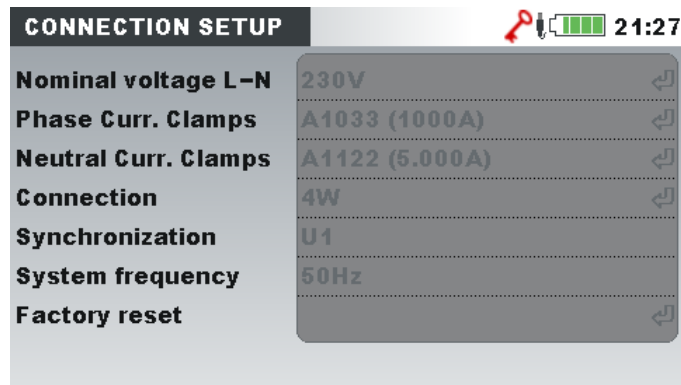 CONNECTION SETUP 21:27
Nominal voltage L-N 230V
Phase Curr. Clamps A1033 (1000A)
Neutral Curr. Clamps A1122 (5.000A)
Connection 4W
Synchronization U1
System frequency 50Hz
Factory reset